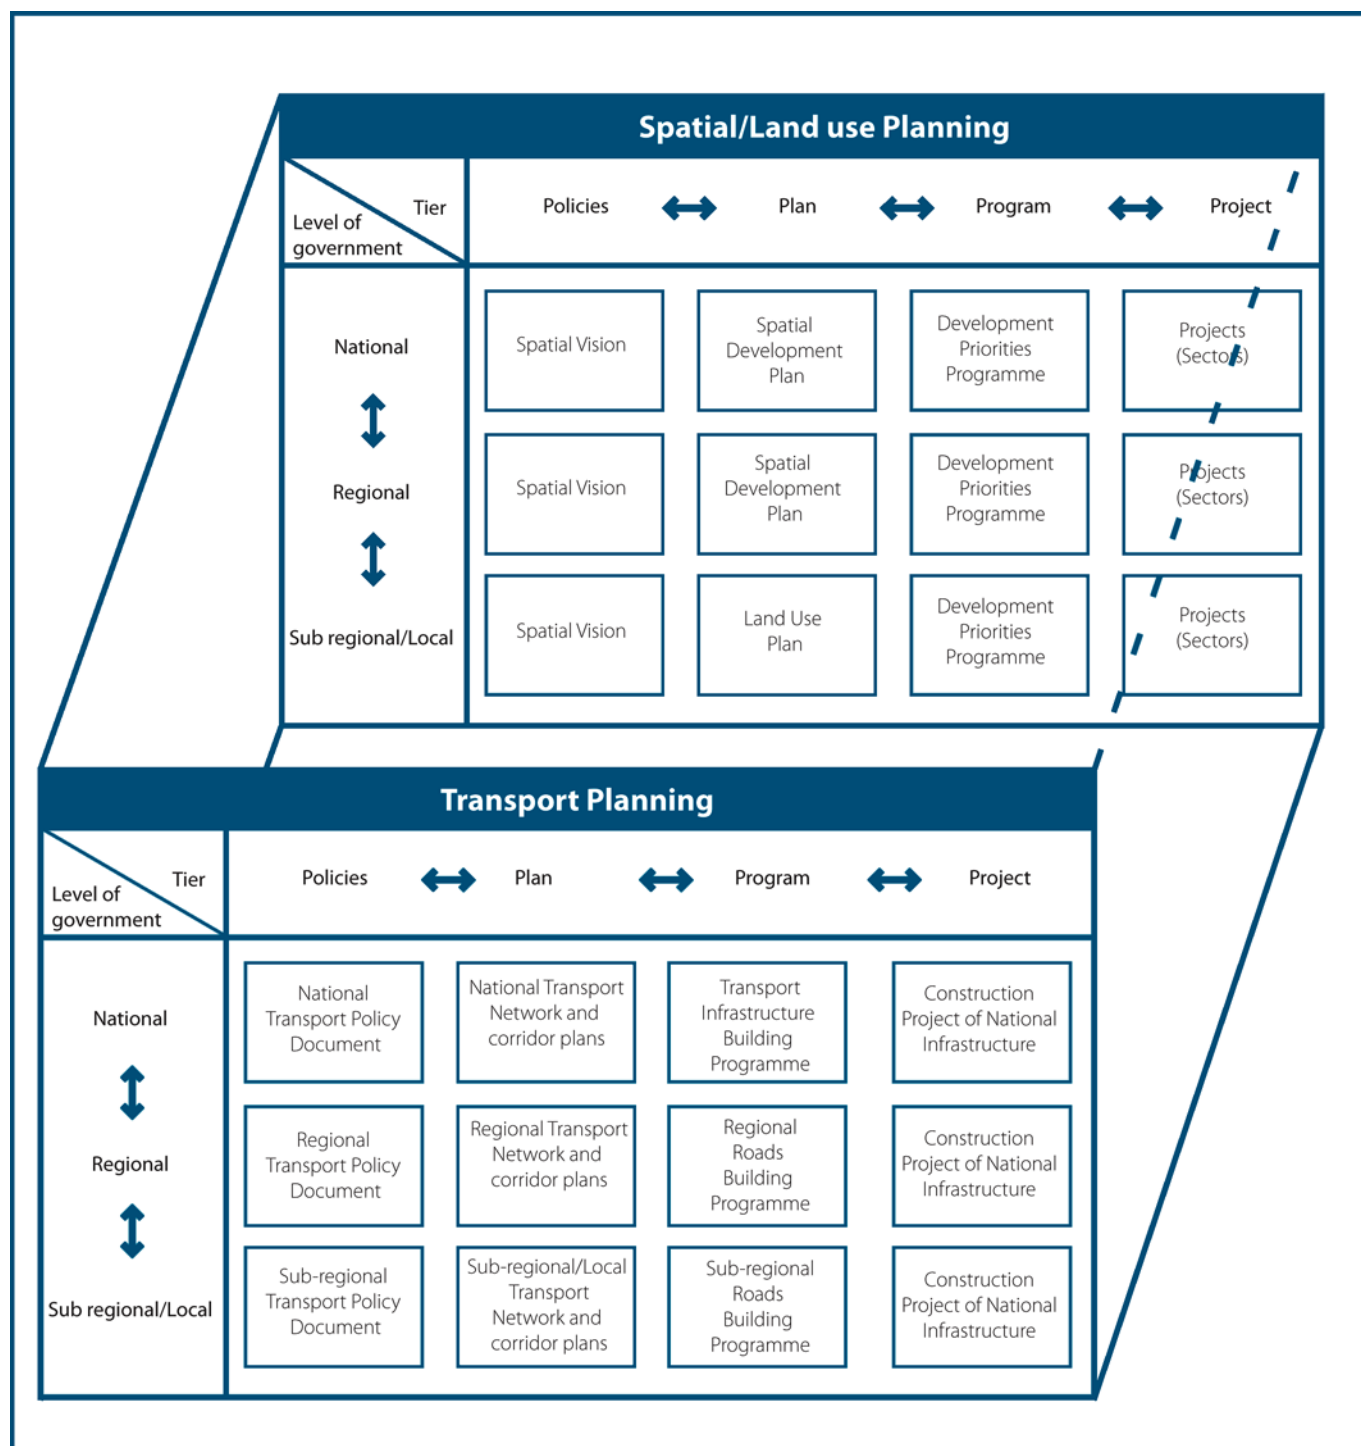 Spatial/Land use Planning
Tier
Level of
government
Policies
Plan
Program
Project
National
Spatial Vision
Spatial
Development
Plan
Development
Priorities
Programme
Projects
(Sectors)
Regional
Spatial Vision
Spatial
Development
Plan
Development
Priorities
Programme
Projects
(Sectors)
Sub regional/Local
Spatial Vision
Land Use
Plan
Development
Priorities
Programme
Projects
(Sectors)
Transport Planning
Tier
Level of
government
Policies
Plan
Program
Project
National
National
Transport Policy
Document
National Transport
Network and
corridor plans
Transport
Infrastructure
Building
Programme
Construction
Project of National
Infrastructure
Regional
Regional
Transport Policy
Document
Regional Transport
Network and
corridor plans
Regional
Roads
Building
Programme
Construction
Project of National
Infrastructure
Sub regional/Local
Sub-regional
Transport Policy
Document
Sub-regional/Local
Transport
Network and
corridor plans
Sub-regional
Roads
Building
Programme
Construction
Project of National
Infrastructure